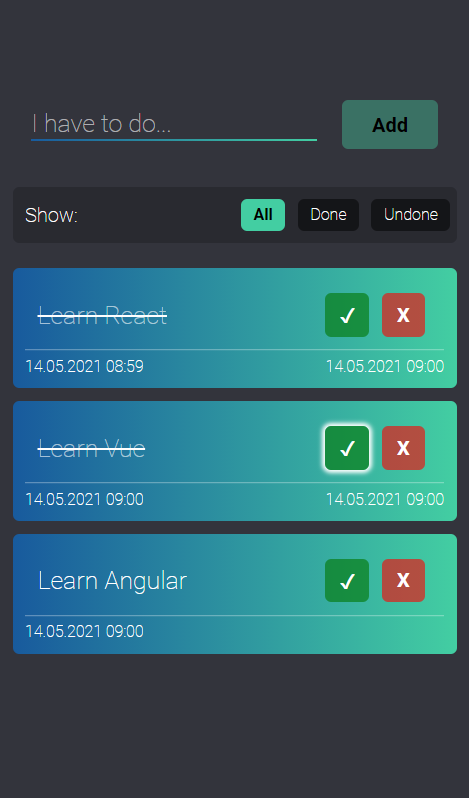 I have to do...
Add
Show:
All
Done
Undone
Learn React
✓
X
14.05.2021 08:59
14.05.2021 09:00
Learn Vue
✓
X
14.05.2021 09:00
14.05.2021 09:00
Learn Angular
✓
X
14.05.2021 09:00